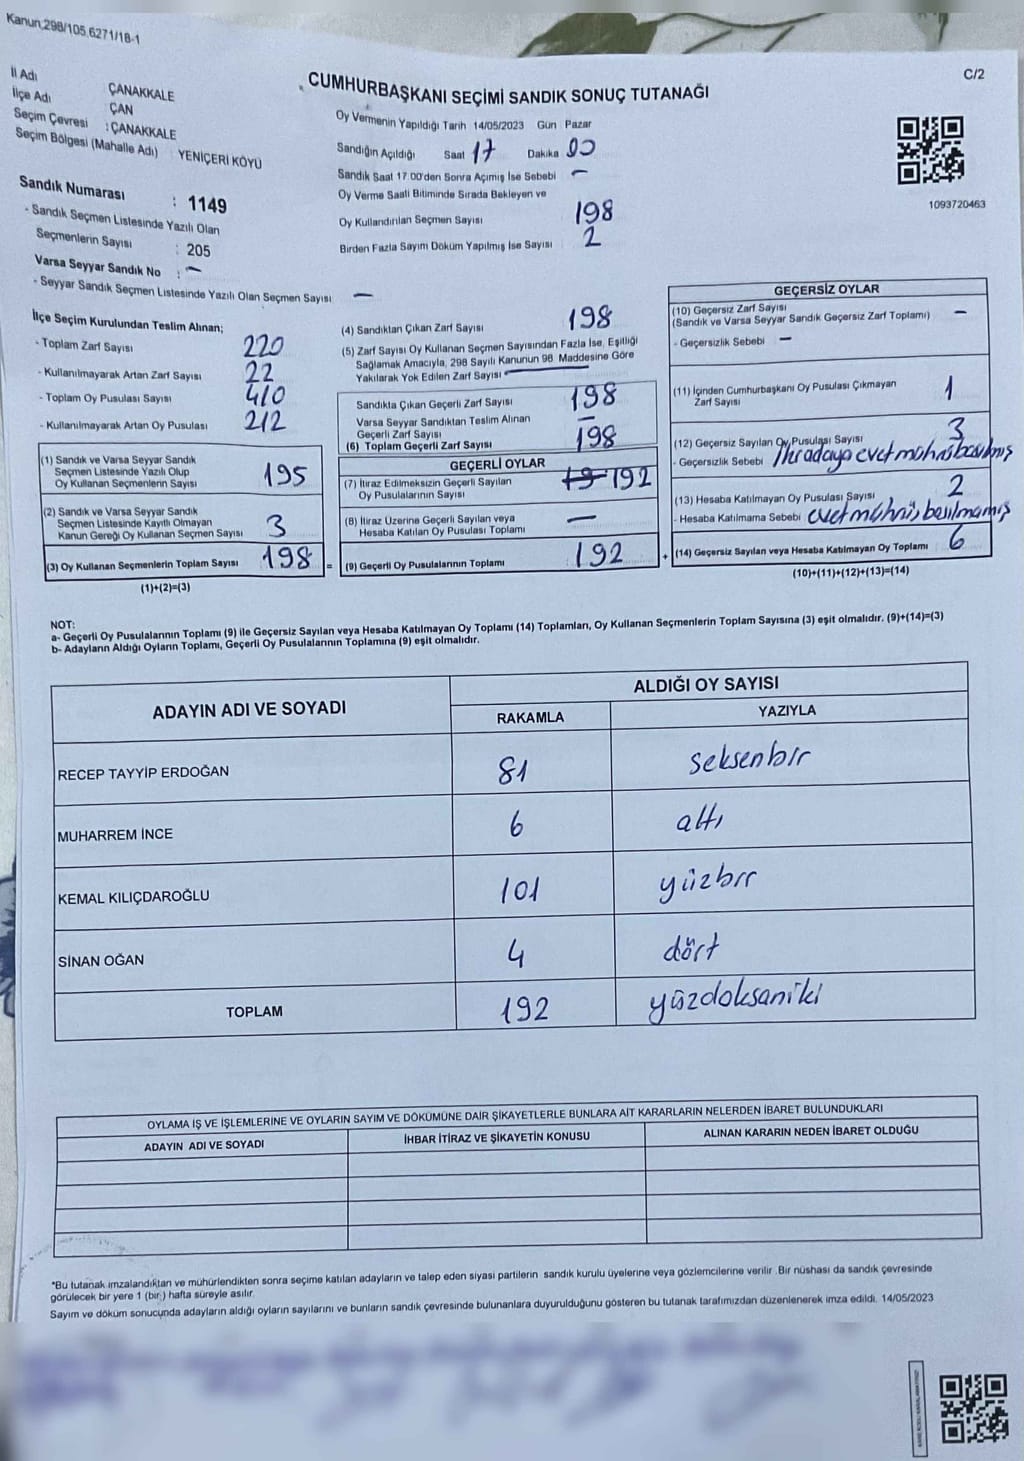 Kanun,298/105,6271/18-1
C/2
İl Adı ÇANAKKALE
İlçe Adı ÇAN
Seçim Çevresi : ÇANAKKALE
Seçim Bölgesi (Mahalle Adı) YENİÇERİ KÖYÜ
CUMHURBAŞKANI SEÇİMİ SANDIK SONUÇ TUTANAĞI
Oy Vermenin Yapıldığı Tarih 14/05/2023 Gün Pazar
Sandığın Açıldığı Saat 17 Dakika 00
Sandık Saat 17.00'den Sonra Açımış İse Sebebi –
Oy Verme Saati Bitiminde Sırada Bekleyen ve
Oy Kullandırılan Seçmen Sayısı 198
Birden Fazla Sayım Döküm Yapılmış İse Sayısı 2
1093720463
Sandık Numarası : 1149
- Sandık Seçmen Listesinde Yazılı Olan
Seçmenlerin Sayısı : 205
Varsa Seyyar Sandık No : –
- Seyyar Sandık Seçmen Listesinde Yazılı Olan Seçmen Sayısı –
İlçe Seçim Kurulundan Teslim Alınan;
- Toplam Zarf Sayısı 220
- Kullanılmayarak Artan Zarf Sayısı 22
- Toplam Oy Pusulası Sayısı 410
- Kullanılmayarak Artan Oy Pusulası 212
(1) Sandık ve Varsa Seyyar Sandık
Seçmen Listesinde Yazılı Olup
Oy Kullanan Seçmenlerin Sayısı 195
(2) Sandık ve Varsa Seyyar Sandık
Seçmen Listesinde Kayıtlı Olmayan
Kanun Gereği Oy Kullanan Seçmen Sayısı 3
(3) Oy Kullanan Seçmenlerin Toplam Sayısı 198 =
(1)+(2)=(3)
(4) Sandıktan Çıkan Zarf Sayısı 198
(5) Zarf Sayısı Oy Kullanan Seçmen Sayısından Fazla İse, Eşitliği
Sağlamak Amacıyla, 298 Sayılı Kanunun 98. Maddesine Göre
Yakılarak Yok Edilen Zarf Sayısı –
Sandıkta Çıkan Geçerli Zarf Sayısı 198
Varsa Seyyar Sandıktan Teslim Alınan
Geçerli Zarf Sayısı –
(6) Toplam Geçerli Zarf Sayısı 198
GEÇERLİ OYLAR
(7) İtiraz Edilmeksizin Geçerli Sayılan
Oy Pusulalarının Sayısı 19 192
(8) İtiraz Üzerine Geçerli Sayılan veya
Hesaba Katılan Oy Pusulası Toplamı –
(9) Geçerli Oy Pusulalarının Toplamı 192 +
GEÇERSİZ OYLAR
(10) Geçersiz Zarf Sayısı
(Sandık ve Varsa Seyyar Sandık Geçersiz Zarf Toplamı) –
- Geçersizlik Sebebi –
(11) İçinden Cumhurbaşkanı Oy Pusulası Çıkmayan
Zarf Sayısı 1
(12) Geçersiz Sayılan Oy Pusulası Sayısı 3
- Geçersizlik Sebebi İki adaya evet mührü basılmış
(13) Hesaba Katılmayan Oy Pusulası Sayısı 2
- Hesaba Katılmama Sebebi evet mührü basılmamış
(14) Geçersiz Sayılan veya Hesaba Katılmayan Oy Toplamı 6
(10)+(11)+(12)+(13)=(14)
NOT:
a- Geçerli Oy Pusulalarının Toplamı (9) ile Geçersiz Sayılan veya Hesaba Katılmayan Oy Toplamı (14) Toplamları, Oy Kullanan Seçmenlerin Toplam Sayısına (3) eşit olmalıdır. (9)+(14)=(3)
b- Adayların Aldığı Oyların Toplamı, Geçerli Oy Pusulalarının Toplamına (9) eşit olmalıdır.
ADAYIN ADI VE SOYADI
ALDIĞI OY SAYISI
RAKAMLA YAZIYLA
RECEP TAYYİP ERDOĞAN 81 seksenbir
MUHARREM İNCE 6 altı
KEMAL KILIÇDAROĞLU 101 yüzbir
SİNAN OĞAN 4 dört
TOPLAM 192 yüzdoksaniki
OYLAMA İŞ VE İŞLEMLERİNE VE OYLARIN SAYIM VE DÖKÜMÜNE DAİR ŞİKAYETLERLE BUNLARA AİT KARARLARIN NELERDEN İBARET BULUNDUKLARI
ADAYIN ADI VE SOYADI İHBAR İTİRAZ VE ŞİKAYETİN KONUSU ALINAN KARARIN NEDEN İBARET OLDUĞU
*Bu tutanak imzalandıktan ve mühürlendikten sonra seçime katılan adayların ve talep eden siyasi partilerin sandık kurulu üyelerine veya gözlemcilerine verilir. Bir nüshası da sandık çevresinde
görülecek bir yere 1 (bir) hafta süreyle asılır.
Sayım ve döküm sonucunda adayların aldığı oyların sayılarını ve bunların sandık çevresinde bulunanlara duyurulduğunu gösteren bu tutanak tarafımızdan düzenlenerek imza edildi. 14/05/2023